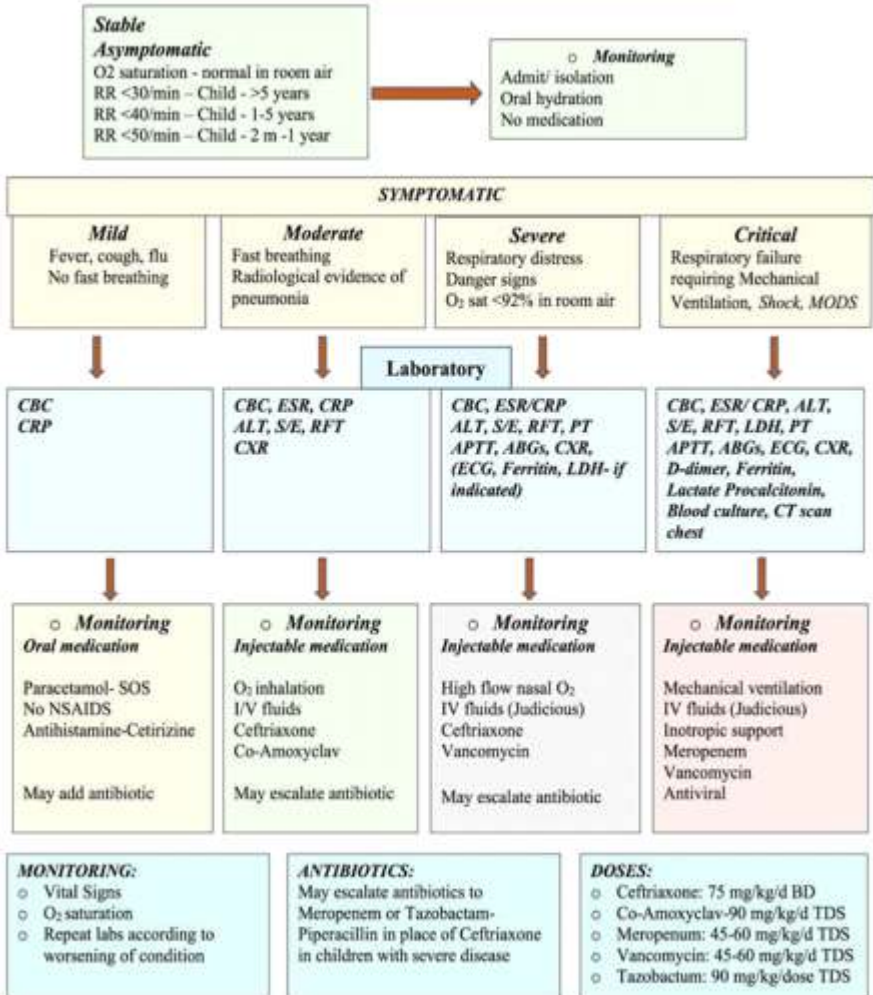 Stable
Asymptomatic
O2 saturation - normal in room air
RR <30/min – Child - >5 years
RR <40/min – Child - 1-5 years
RR <50/min – Child - 2 m -1 year
○ Monitoring
Admit/ isolation
Oral hydration
No medication
SYMPTOMATIC
Mild
Fever, cough, flu
No fast breathing
Moderate
Fast breathing
Radiological evidence of
pneumonia
Severe
Respiratory distress
Danger signs
O₂ sat <92% in room air
Critical
Respiratory failure
requiring Mechanical
Ventilation, Shock, MODS
Laboratory
CBC
CRP
CBC, ESR, CRP
ALT, S/E, RFT
CXR
CBC, ESR/CRP
ALT, S/E, RFT, PT
APTT, ABGs, CXR,
(ECG, Ferritin, LDH- if
indicated)
CBC, ESR/ CRP, ALT,
S/E, RFT, LDH, PT
APTT, ABGs, ECG, CXR,
D-dimer, Ferritin,
Lactate Procalcitonin,
Blood culture, CT scan
chest
○ Monitoring
Oral medication
Paracetamol- SOS
No NSAIDS
Antihistamine-Cetirizine
May add antibiotic
○ Monitoring
Injectable medication
O₂ inhalation
I/V fluids
Ceftriaxone
Co-Amoxyclav
May escalate antibiotic
○ Monitoring
Injectable medication
High flow nasal O₂
IV fluids (Judicious)
Ceftriaxone
Vancomycin
May escalate antibiotic
○ Monitoring
Injectable medication
Mechanical ventilation
IV fluids (Judicious)
Inotropic support
Meropenem
Vancomycin
Antiviral
MONITORING:
○ Vital Signs
○ O₂ saturation
○ Repeat labs according to
worsening of condition
ANTIBIOTICS:
May escalate antibiotics to
Meropenem or Tazobactam-
Piperacillin in place of Ceftriaxone
in children with severe disease
DOSES:
○ Ceftriaxone: 75 mg/kg/d BD
○ Co-Amoxyclav-90 mg/kg/d TDS
○ Meropenum: 45-60 mg/kg/d TDS
○ Vancomycin: 45-60 mg/kg/d TDS
○ Tazobactum: 90 mg/kg/dose TDS